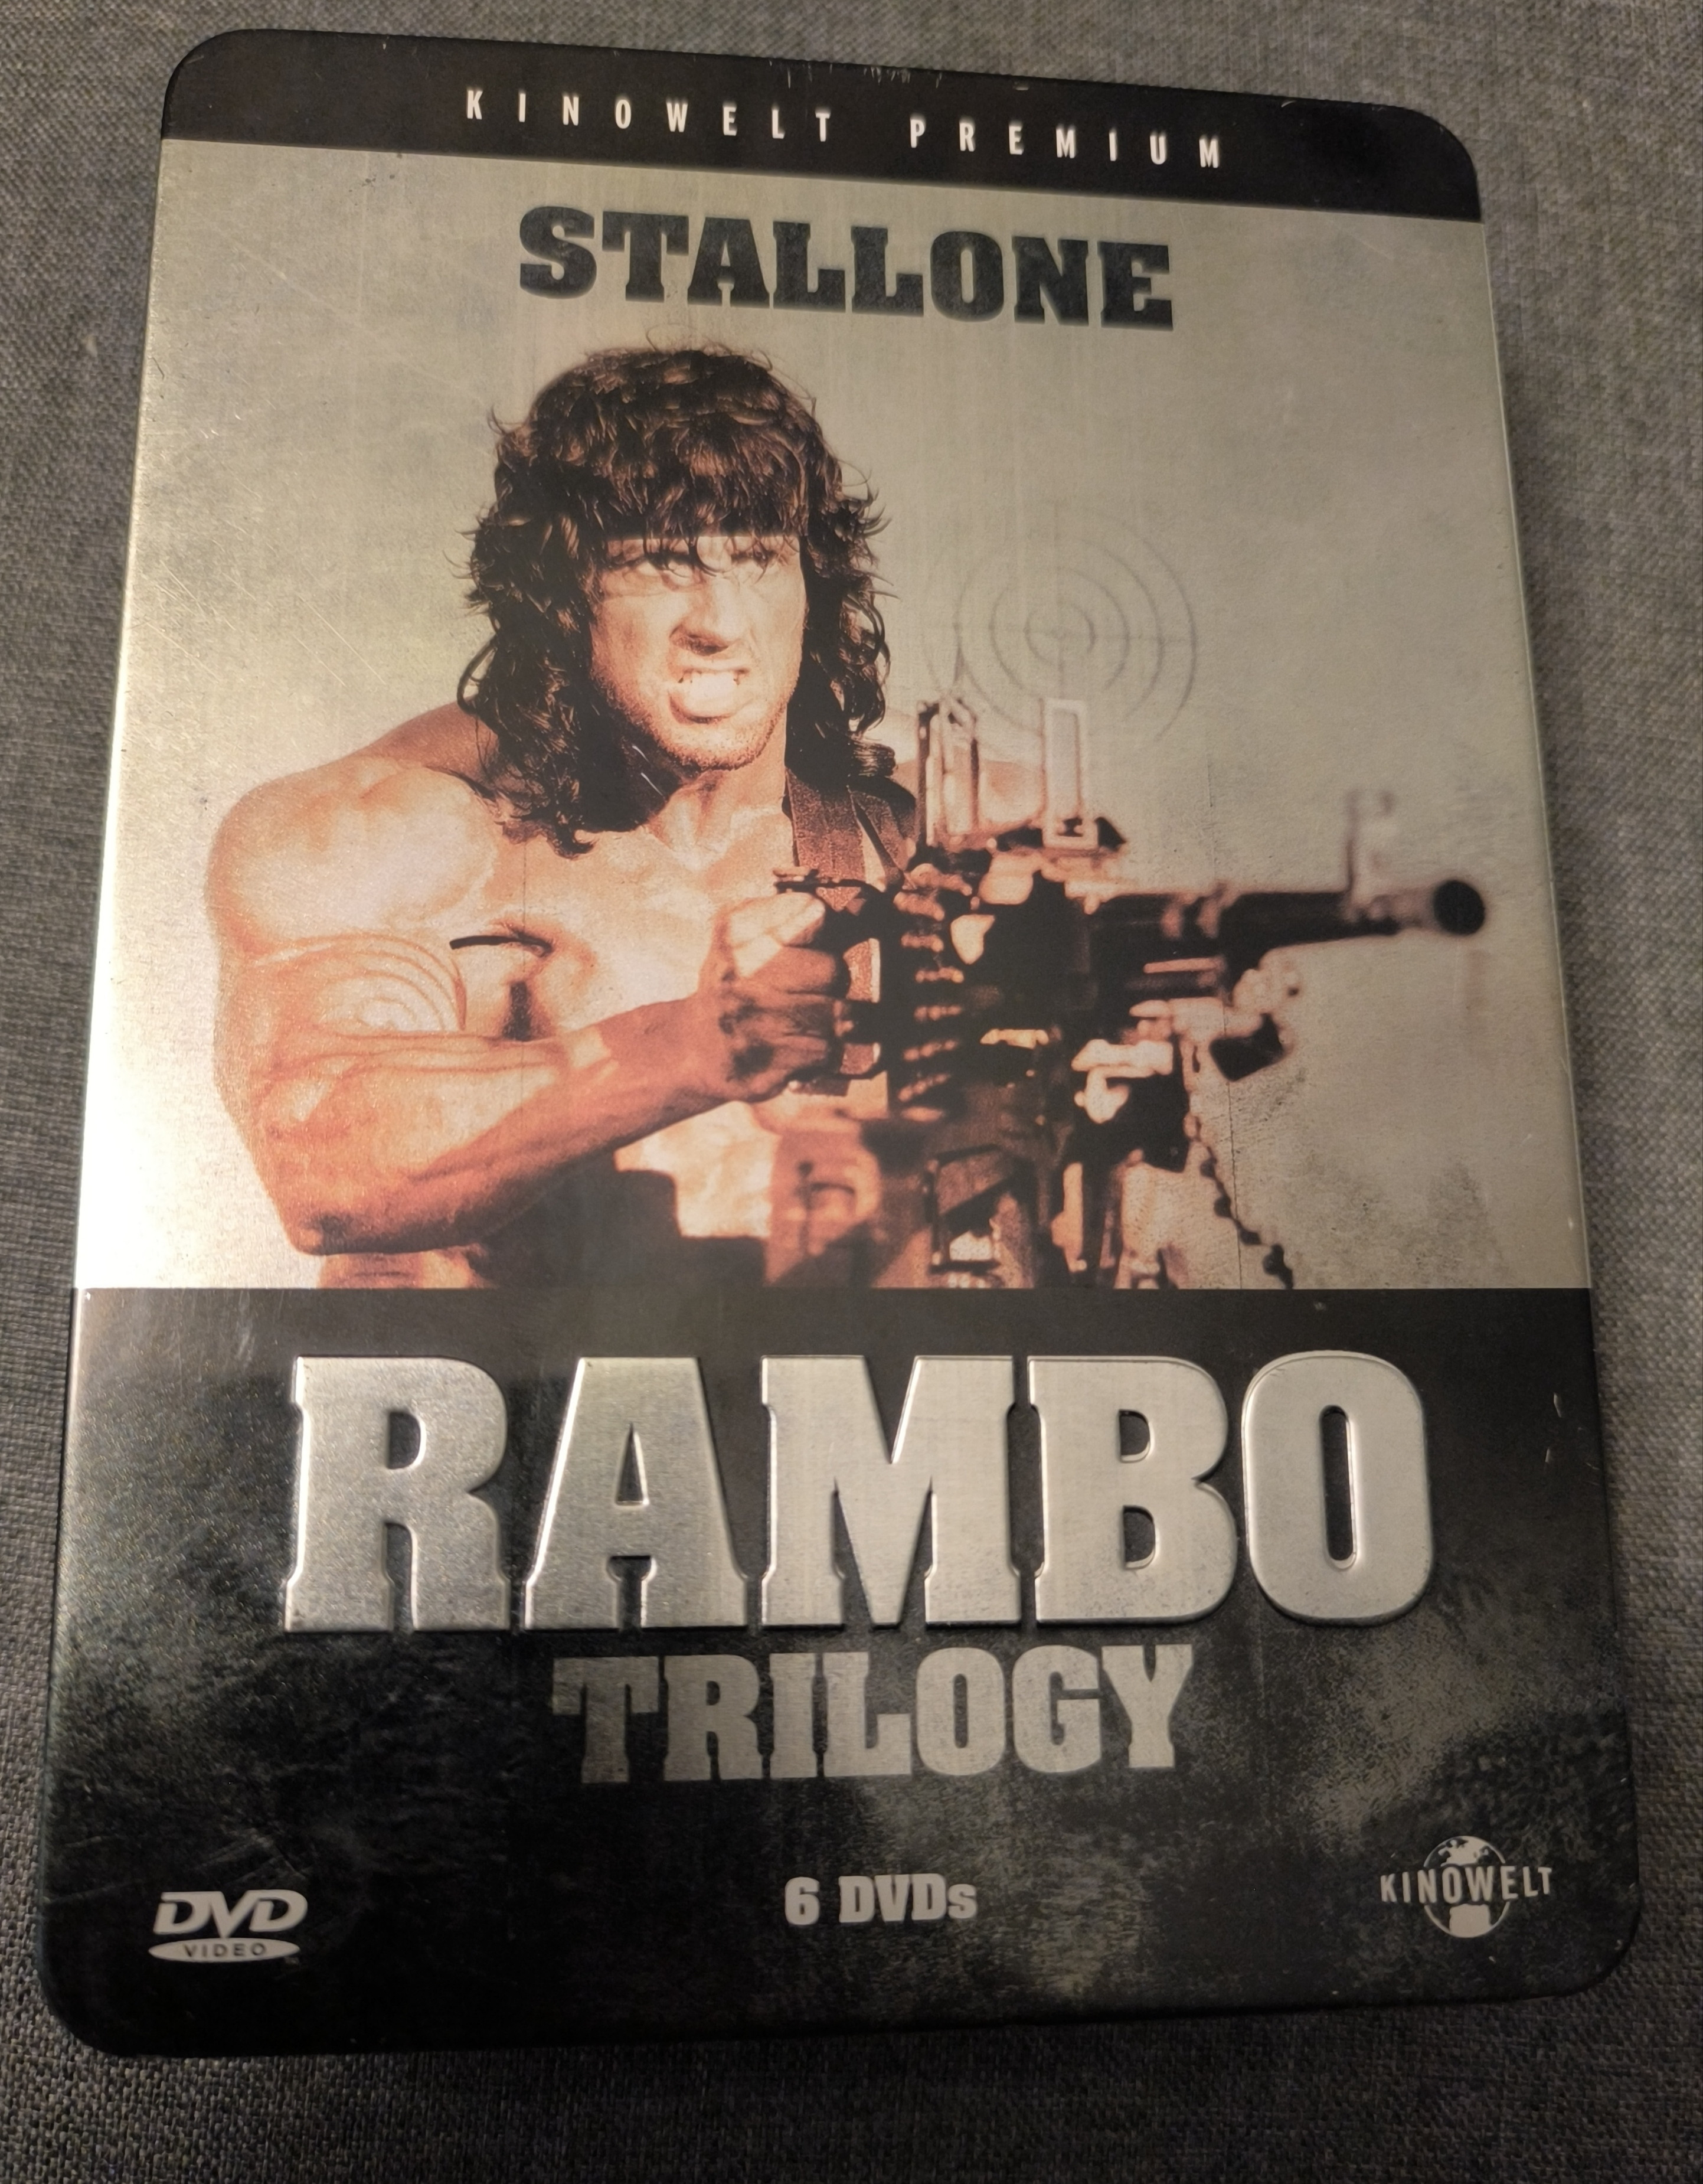 KINOWELT PREMIUM
STALLONE
RAMBO
TRILOGY
DVD
VIDEO
6 DVDs
KINOWELT